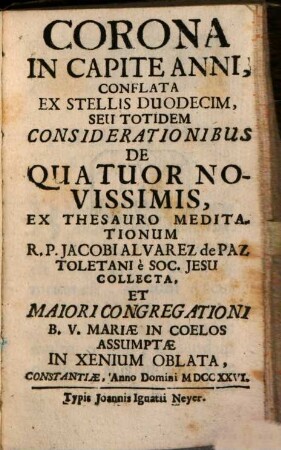 CORONA
IN CAPITE ANNI,
CONFLATA
EX STELLIS DUODECIM,
SEU TOTIDEM
CONSIDERATIONIBUS
DE
QUATUOR NO-
VISSIMIS,
EX THESAURO MEDITA-
TIONUM
R. P. JACOBI ALVAREZ de PAZ
TOLETANI è SOC. JESU
COLLECTA,
ET
MAIORI CONGREGATIONI
B. V. MARIÆ IN COELOS
ASSUMPTÆ
IN XENIUM OBLATA,
CONSTANTIÆ, Anno Domini MDCCXXVI.
Typis Joannis Ignatii Neyer.